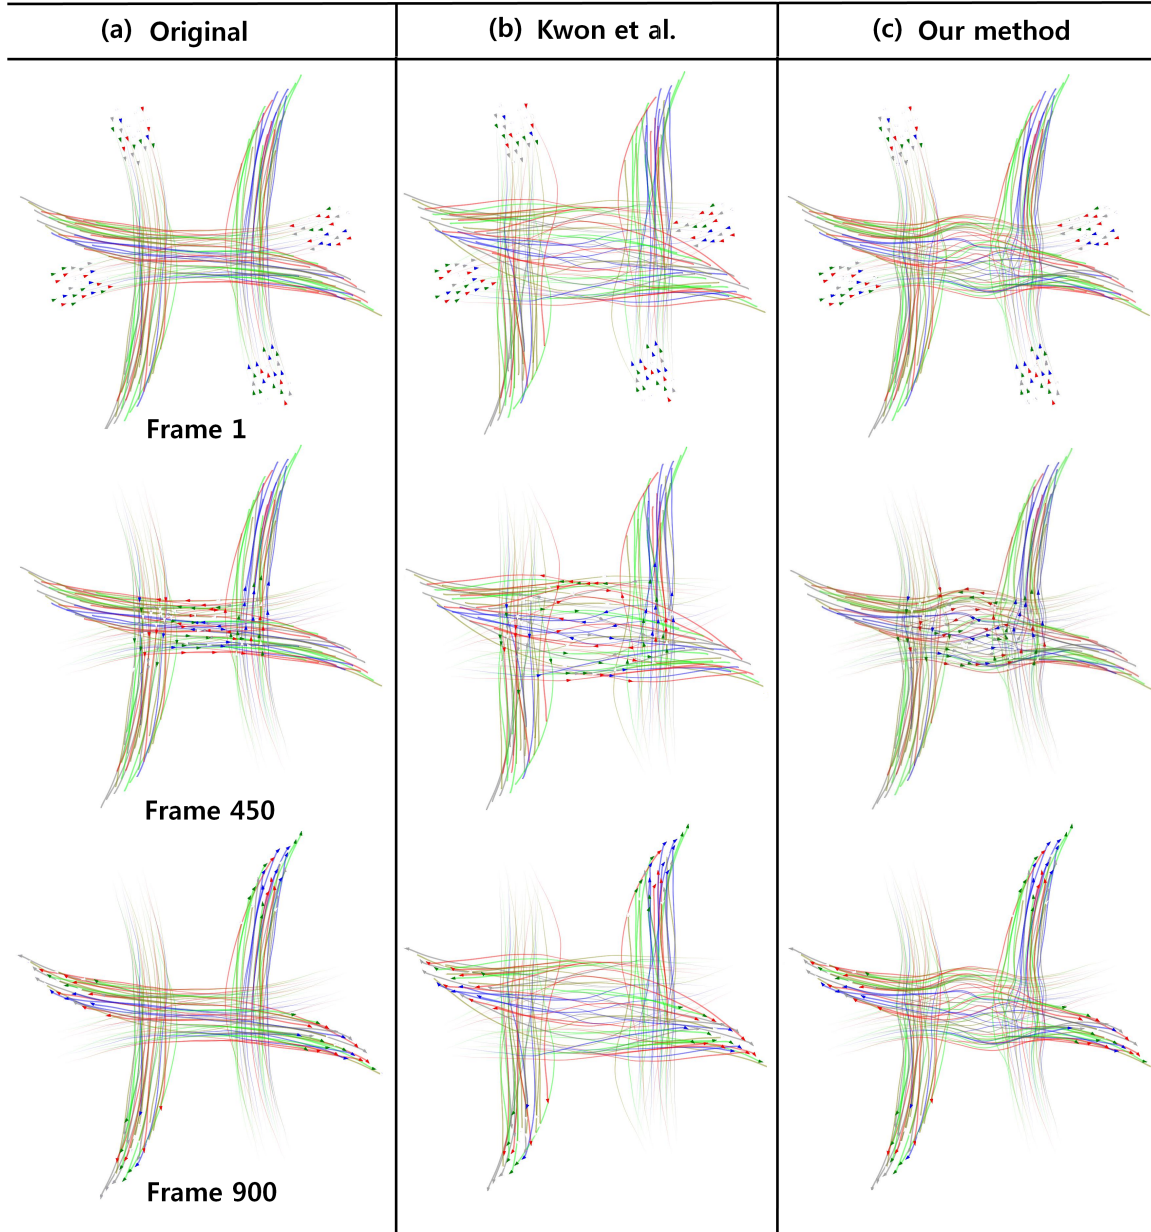 (a) Original
(b) Kwon et al.
(c) Our method
Frame 1
Frame 450
Frame 900